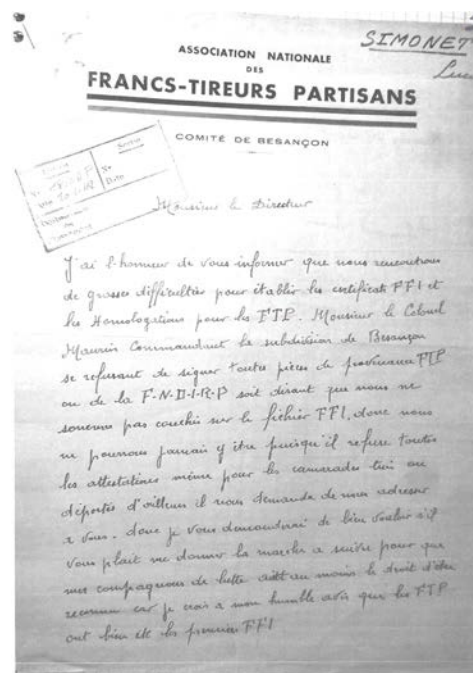 SIMONET
Luc
ASSOCIATION NATIONALE
DES
FRANCS-TIREURS PARTISANS
COMITÉ DE BESANÇON
Monsieur le Directeur
J'ai l'honneur de vous informer que nous rencontrons
de grosses difficultés pour établir les certificats FFI et
les Homologations pour les FTP. Monsieur le Colonel
Maurin Commandant la subdivision de Besançon
se refusant de signer toutes pièces de provenance FTP
ou de la F-N-D-I-R-P soit disant que nous ne
sommes pas couchés sur le fichier FFI, donc nous
ne pourrons jamais y être puisqu'il refuse toutes
les attestations même pour les camarades tués ou
déportés d'ailleurs il nous demande de nous adresser
a vous. donc je vous demanderai de bien vouloir s'il
vous plait me donner la marche a suivre pour que
mes compagnons de lutte aient au moins le droit d'être
reconnu car je crois a mon humble avis que les FTP
ont bien été les premiers FFI